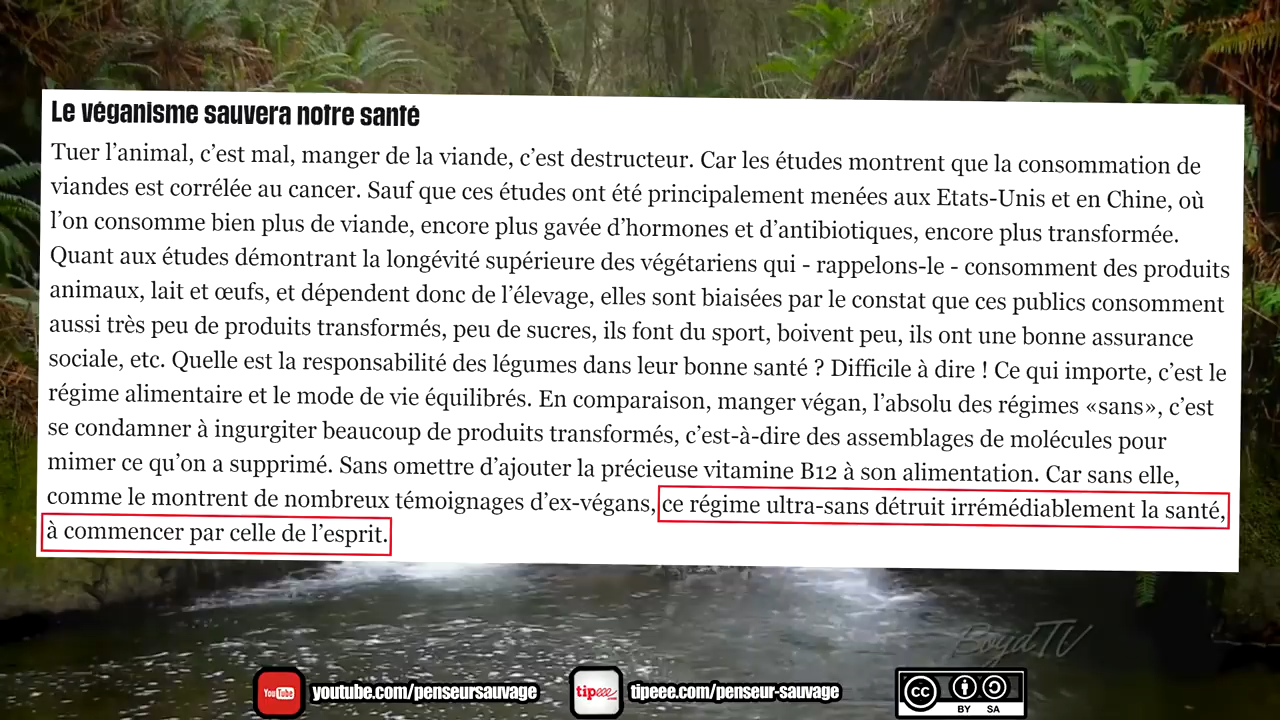 Le véganisme sauvera notre santé
Tuer l’animal, c’est mal, manger de la viande, c’est destructeur. Car les études montrent que la consommation de
viandes est corrélée au cancer. Sauf que ces études ont été principalement menées aux Etats-Unis et en Chine, où
l’on consomme bien plus de viande, encore plus gavée d’hormones et d’antibiotiques, encore plus transformée.
Quant aux études démontrant la longévité supérieure des végétariens qui - rappelons-le - consomment des produits
animaux, lait et œufs, et dépendent donc de l’élevage, elles sont biaisées par le constat que ces publics consomment
aussi très peu de produits transformés, peu de sucres, ils font du sport, boivent peu, ils ont une bonne assurance
sociale, etc. Quelle est la responsabilité des légumes dans leur bonne santé ? Difficile à dire ! Ce qui importe, c’est le
régime alimentaire et le mode de vie équilibrés. En comparaison, manger végan, l’absolu des régimes «sans», c’est
se condamner à ingurgiter beaucoup de produits transformés, c’est-à-dire des assemblages de molécules pour
mimer ce qu’on a supprimé. Sans omettre d’ajouter la précieuse vitamine B12 à son alimentation. Car sans elle,
comme le montrent de nombreux témoignages d’ex-végans, ce régime ultra-sans détruit irrémédiablement la santé,
à commencer par celle de l’esprit.
BoydTV
YouTube youtube.com/penseursauvage tipeee tipeee.com/penseur-sauvage cc
BY SA